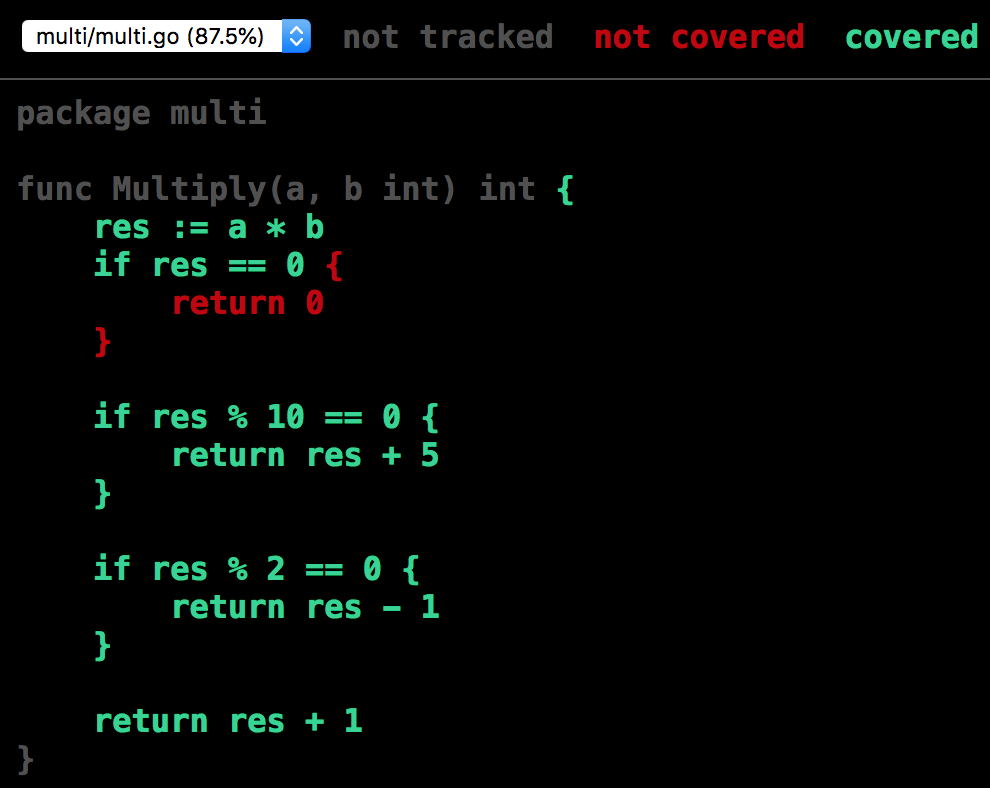 multi/multi.go (87.5%) not tracked not covered covered
package multi
func Multiply(a, b int) int {
res := a * b
if res == 0 {
return 0
}
if res % 10 == 0 {
return res + 5
}
if res % 2 == 0 {
return res - 1
}
return res + 1
}